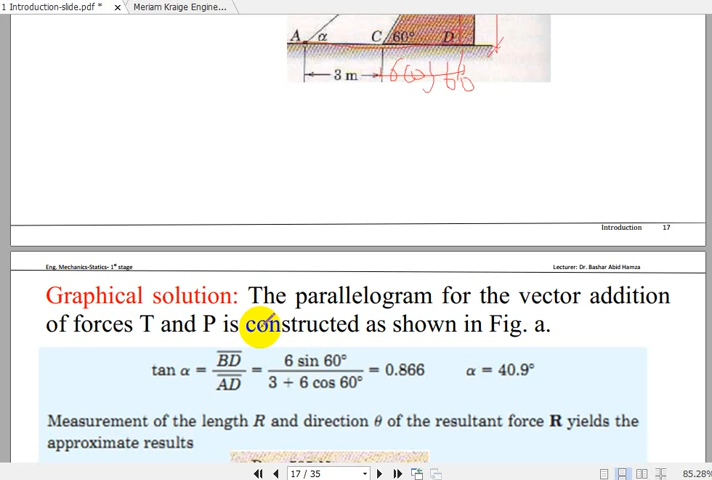 1 Introduction-slide.pdf *
Meriam Kraige Engine...
A α C 60° D
3 m
Introduction 17
Eng. Mechanics-Statics- 1st stage
Lecturer: Dr. Bashar Abid Hamza
Graphical solution: The parallelogram for the vector addition
of forces T and P is constructed as shown in Fig. a.
tan α = BD / AD = 6 sin 60° / 3 + 6 cos 60° = 0.866 α = 40.9°
Measurement of the length R and direction θ of the resultant force R yields the
approximate results
17 / 35
85.28%